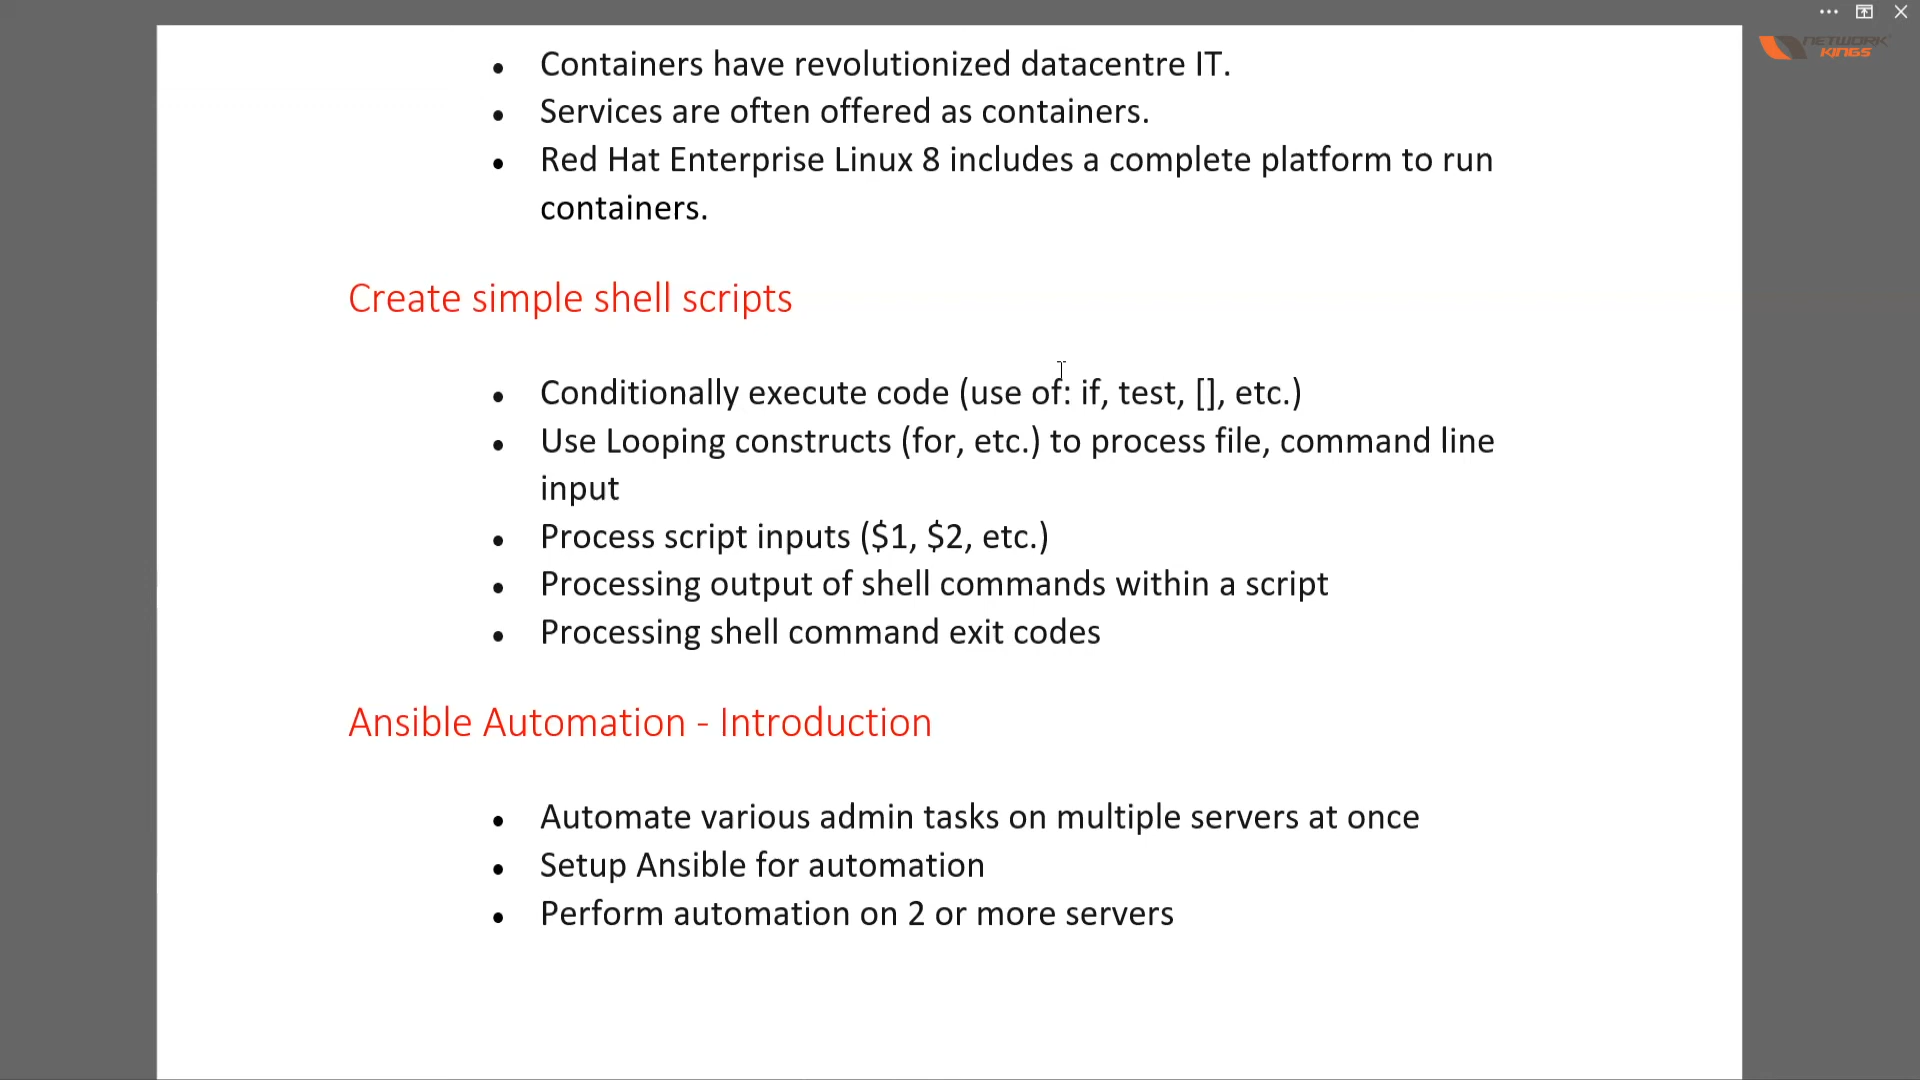 NETWORK
KINGS
• Containers have revolutionized datacentre IT.
• Services are often offered as containers.
• Red Hat Enterprise Linux 8 includes a complete platform to run
containers.
Create simple shell scripts
• Conditionally execute code (use of: if, test, [], etc.)
• Use Looping constructs (for, etc.) to process file, command line
input
• Process script inputs ($1, $2, etc.)
• Processing output of shell commands within a script
• Processing shell command exit codes
Ansible Automation - Introduction
• Automate various admin tasks on multiple servers at once
• Setup Ansible for automation
• Perform automation on 2 or more servers